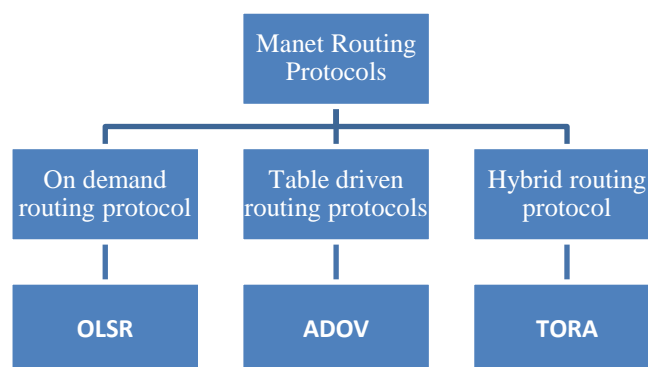 Manet Routing
Protocols
On demand
routing protocol
Table driven
routing protocols
Hybrid routing
protocol
OLSR
ADOV
TORA